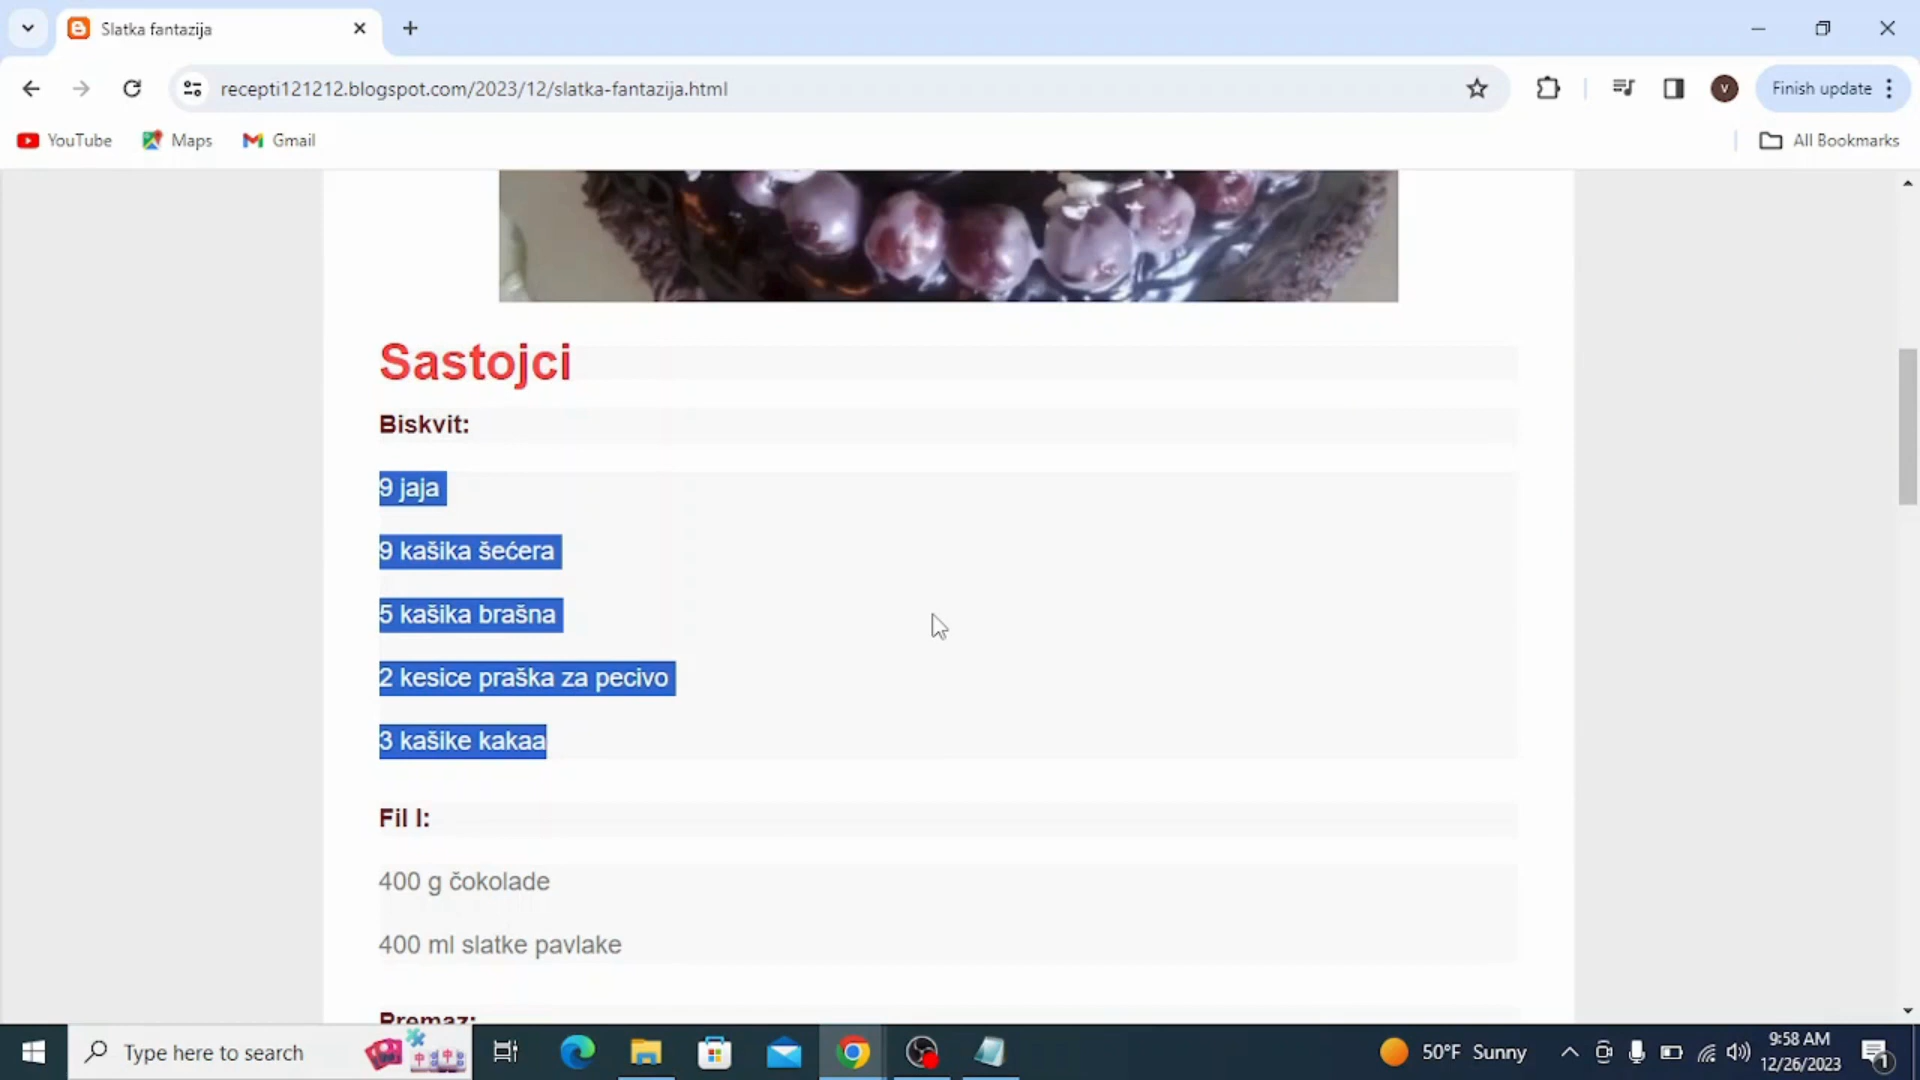 Slatka fantazija
recepti121212.blogspot.com/2023/12/slatka-fantazija.html
V
Finish update
YouTube
Maps
Gmail
All Bookmarks
Sastojci
Biskvit:
9 jaja
9 kašika šećera
5 kašika brašna
2 kesice praška za pecivo
3 kašike kakaa
Fil I:
400 g čokolade
400 ml slatke pavlake
Premaz:
Type here to search
50°F Sunny
9:58 AM
12/26/2023
1